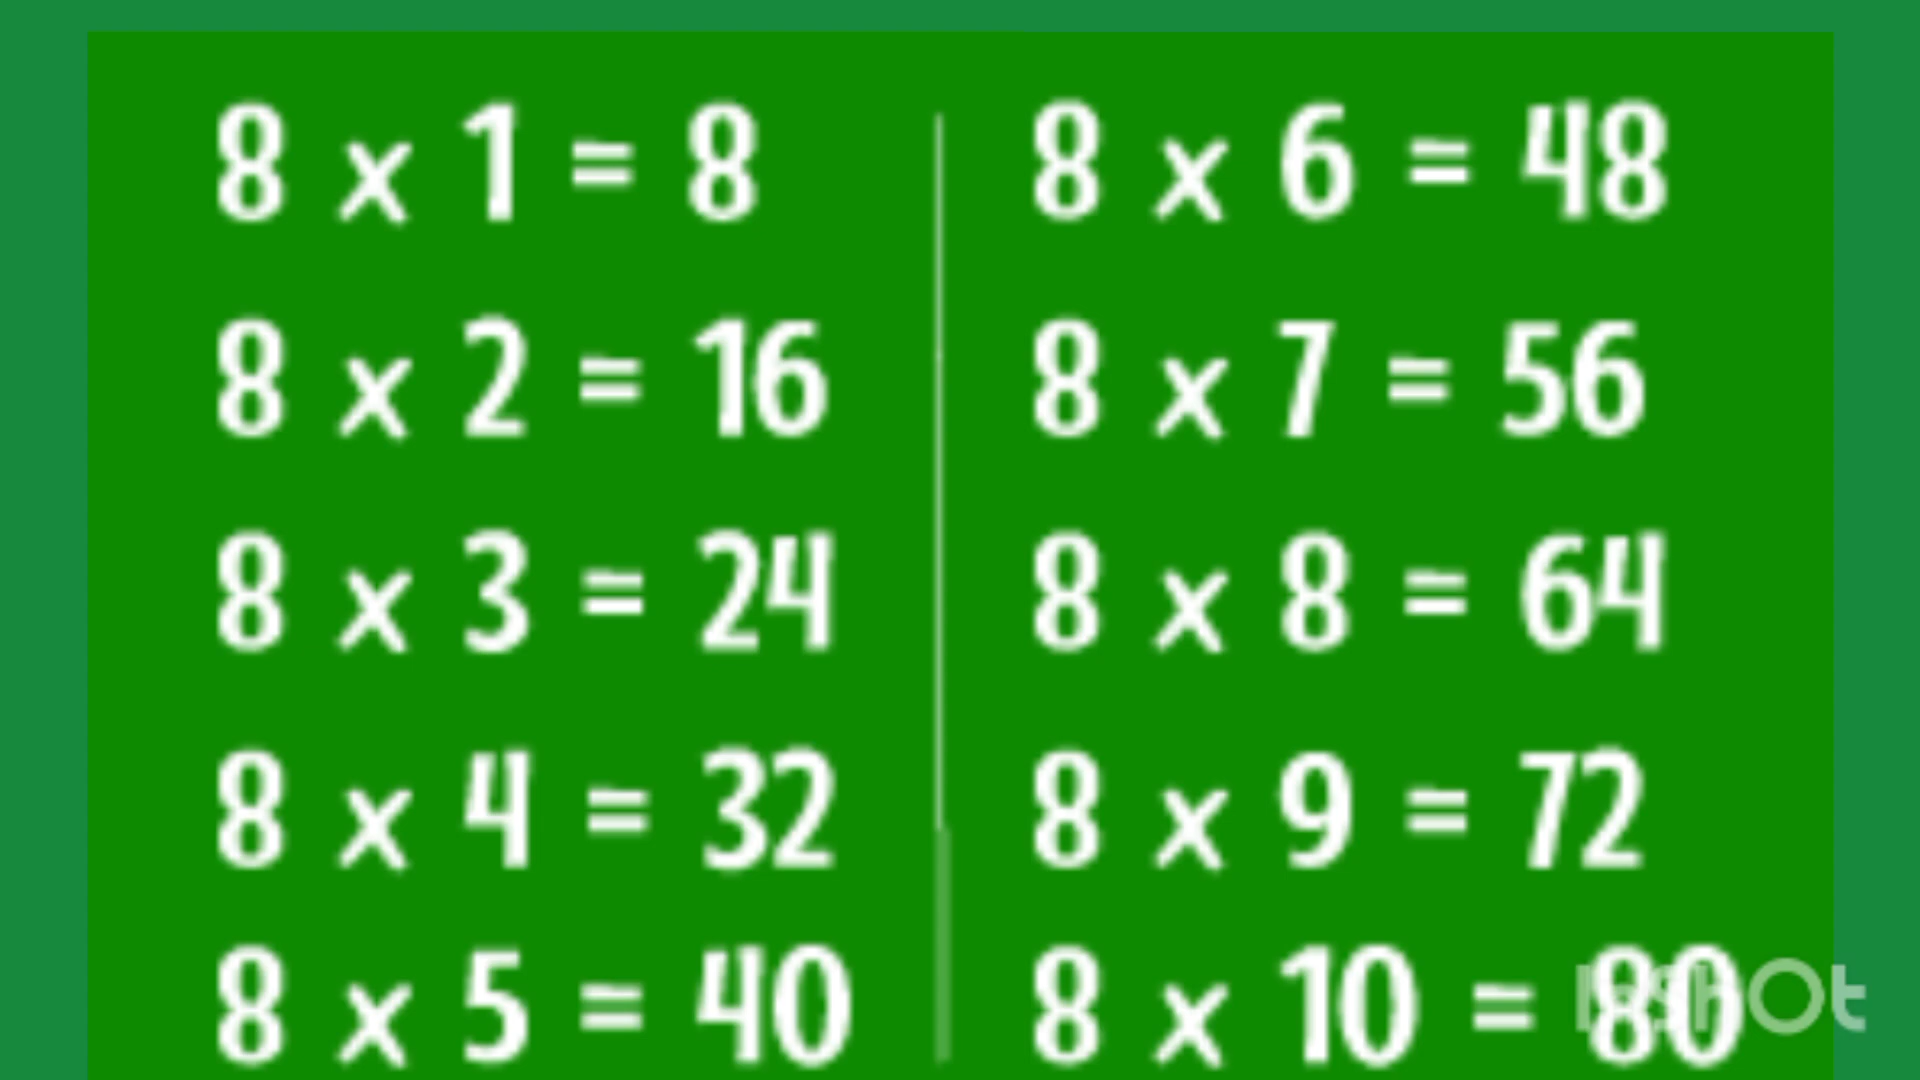 8 x 1 = 8
8 x 2 = 16
8 x 3 = 24
8 x 4 = 32
8 x 5 = 40
8 x 6 = 48
8 x 7 = 56
8 x 8 = 64
8 x 9 = 72
8 x 10 = 80
InShOt